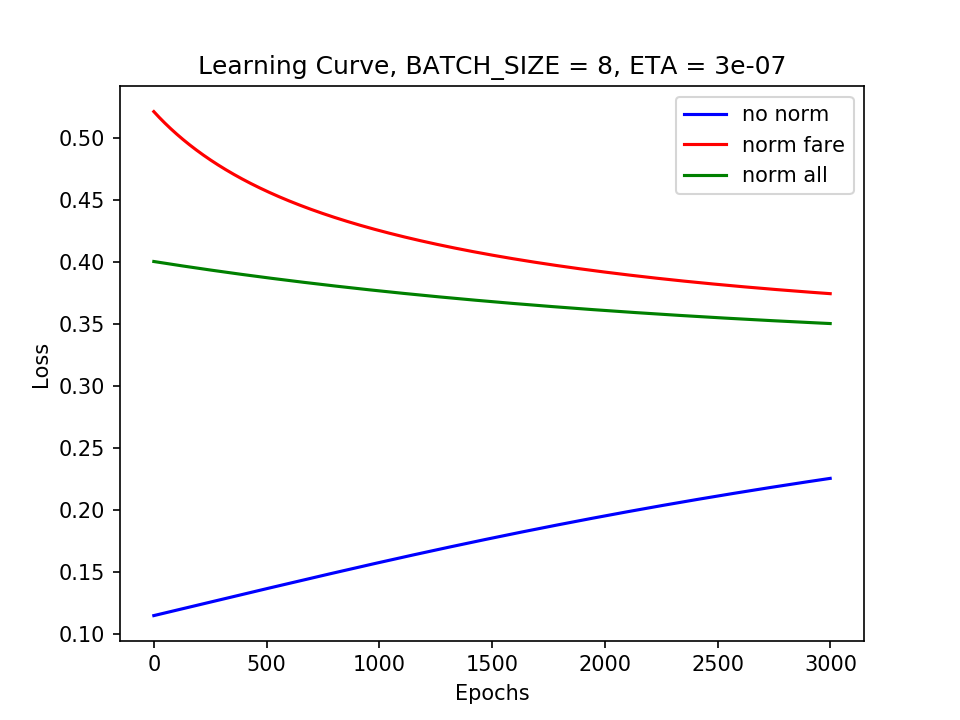 Learning Curve, BATCH_SIZE = 8, ETA = 3e-07
no norm
norm fare
norm all
0.50
0.45
0.40
0.35
0.30
0.25
0.20
0.15
0.10
Loss
0 500 1000 1500 2000 2500 3000
Epochs